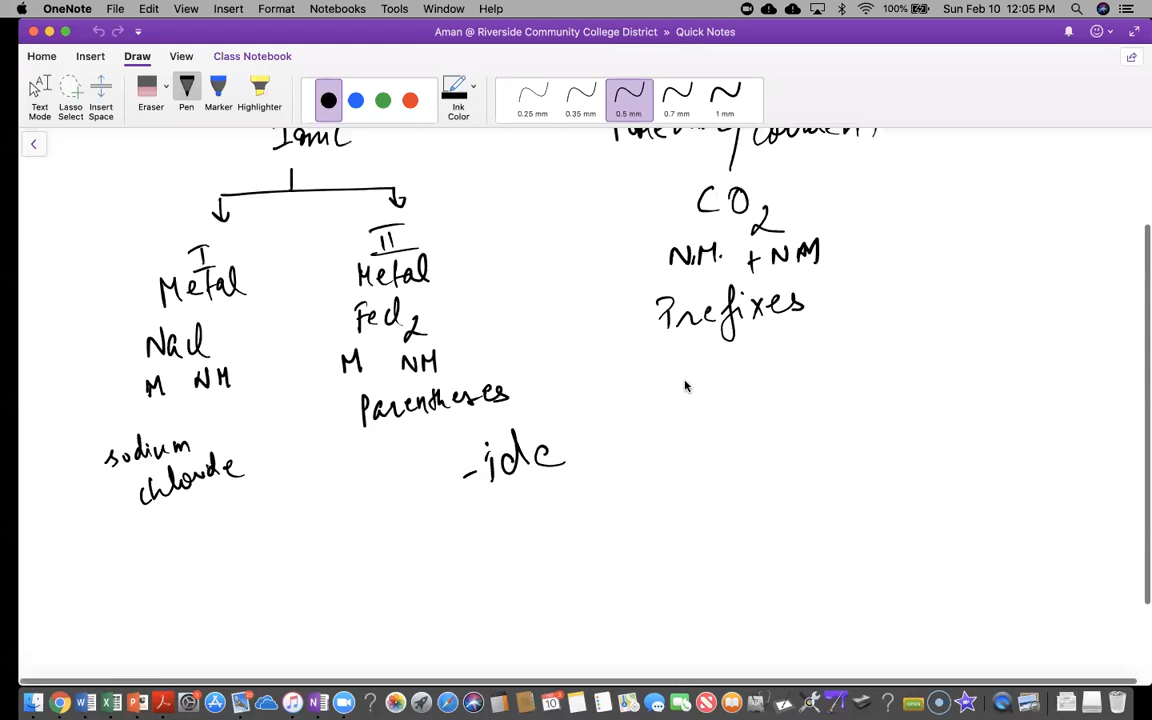 OneNote File Edit View Insert Format Notebooks Tools Window Help 100% Sun Feb 10 12:05 PM
Aman @ Riverside Community College District » Quick Notes
Home Insert Draw View Class Notebook
Text Mode Lasso Select Insert Space Eraser Pen Marker Highlighter Ink Color 0.25 mm 0.35 mm 0.5 mm 0.7 mm 1 mm
Ionic
I
Metal
NaCl
M NM
sodium
chloride
II
Metal
FeCl2
M NM
Parentheses
-ide
CO2
N.M. + NM
Prefixes